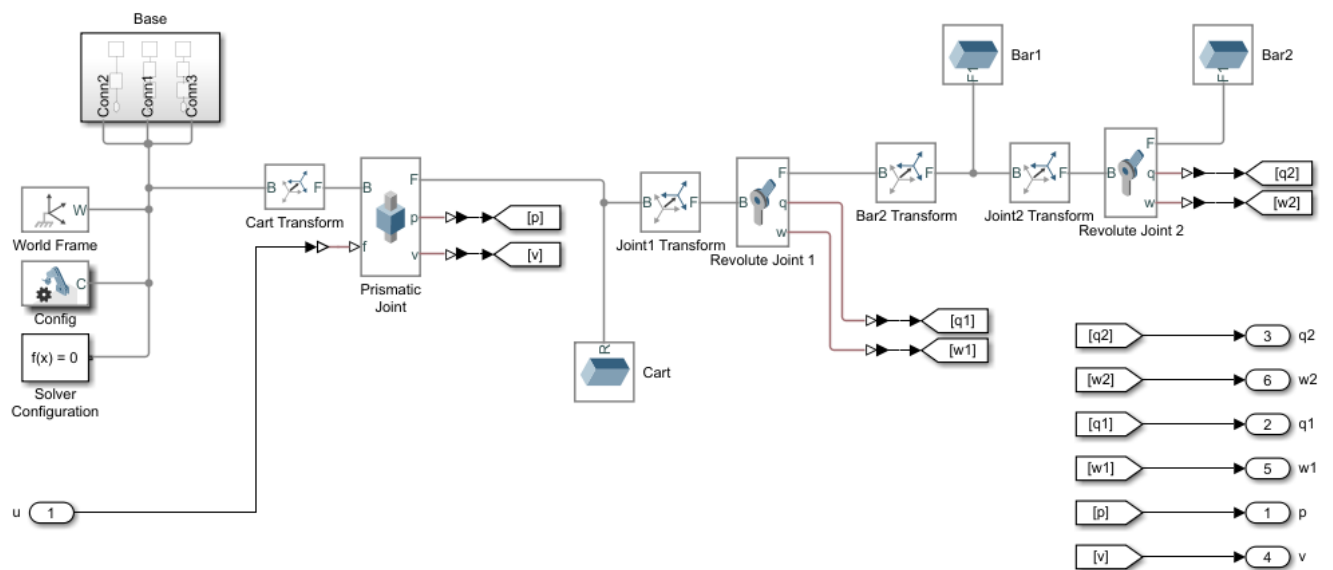 Base
Conn2
Conn1
Conn3
Bar1
F1
Bar2
F1
W
World Frame
C
Config
f(x) = 0
Solver
Configuration
B
F
Cart Transform
B
F
p
f
v
Prismatic
Joint
[p]
[v]
B
F
Joint1 Transform
B
F
q
w
Revolute Joint 1
B
F
Bar2 Transform
B
F
Joint2 Transform
B
F
q
w
Revolute Joint 2
[q2]
[w2]
[q1]
[w1]
R
Cart
u
1
[q2] 3 q2
[w2] 6 w2
[q1] 2 q1
[w1] 5 w1
[p] 1 p
[v] 4 v